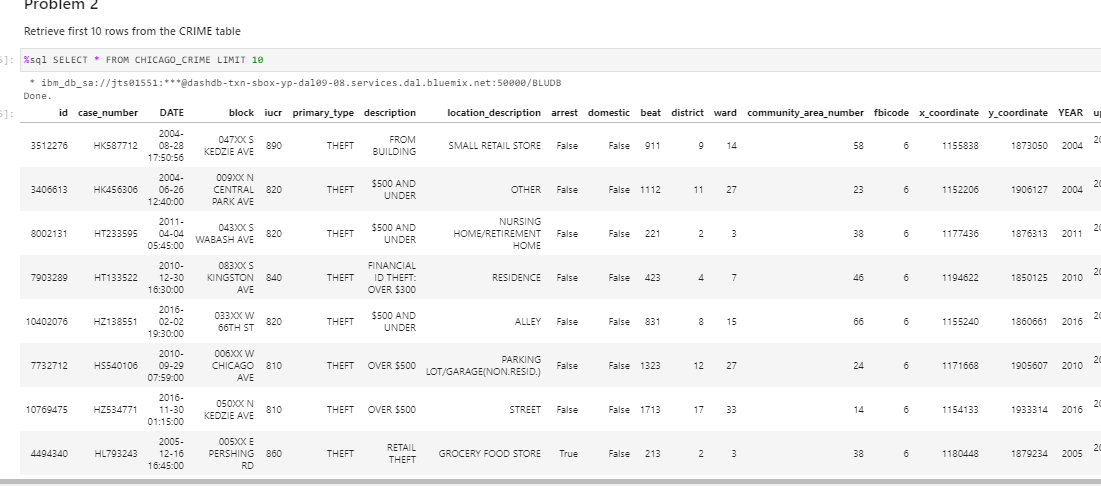 Problem 2
Retrieve first 10 rows from the CRIME table
5]: %sql SELECT * FROM CHICAGO_CRIME LIMIT 10
* ibm_db_sa://jts01551:***@dashdb-txn-sbox-yp-dal09-08.services.dal.bluemix.net:50000/BLUDB
Done.
5]: id case_number DATE block iucr primary_type description location_description arrest domestic beat district ward community_area_number fbicode x_coordinate y_coordinate YEAR up
3512276 HK587712 2004-08-28 17:50:56 047XX S KEDZIE AVE 890 THEFT FROM BUILDING SMALL RETAIL STORE False False 911 9 14 58 6 1155838 1873050 2004 20
3406613 HK456306 2004-06-26 12:40:00 009XX N CENTRAL PARK AVE 820 THEFT $500 AND UNDER OTHER False False 1112 11 27 23 6 1152206 1906127 2004 20
8002131 HT233595 2011-04-04 05:45:00 043XX S WABASH AVE 820 THEFT $500 AND UNDER NURSING HOME/RETIREMENT HOME False False 221 2 3 38 6 1177436 1876313 2011 20
7903289 HT133522 2010-12-30 16:30:00 083XX S KINGSTON AVE 840 THEFT FINANCIAL ID THEFT: OVER $300 RESIDENCE False False 423 4 7 46 6 1194622 1850125 2010 20
10402076 HZ138551 2016-02-02 19:30:00 033XX W 66TH ST 820 THEFT $500 AND UNDER ALLEY False False 831 8 15 66 6 1155240 1860661 2016 20
7732712 HS540106 2010-09-29 07:59:00 006XX W CHICAGO AVE 810 THEFT OVER $500 PARKING LOT/GARAGE(NON.RESID.) False False 1323 12 27 24 6 1171668 1905607 2010 20
10769475 HZ534771 2016-11-30 01:15:00 050XX N KEDZIE AVE 810 THEFT OVER $500 STREET False False 1713 17 33 14 6 1154133 1933314 2016 20
4494340 HL793243 2005-12-16 16:45:00 005XX E PERSHING RD 860 THEFT RETAIL THEFT GROCERY FOOD STORE True False 213 2 3 38 6 1180448 1879234 2005 20